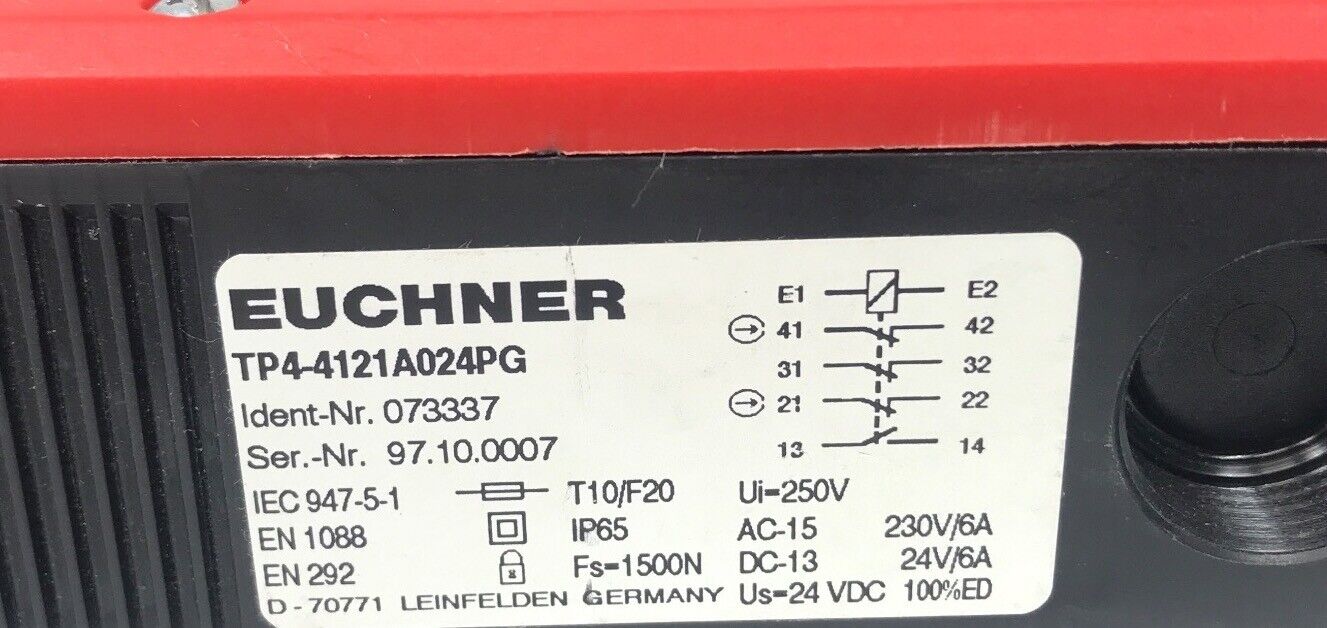 EUCHNER
TP4-4121A024PG
Ident-Nr. 073337
Ser.-Nr. 97.10.0007
E1 E2
41 42
31 32
21 22
13 14
IEC 947-5-1 T10/F20 Ui=250V
EN 1088 IP65 AC-15 230V/6A
EN 292 Fs=1500N DC-13 24V/6A
D - 70771 LEINFELDEN GERMANY Us=24 VDC 100%ED